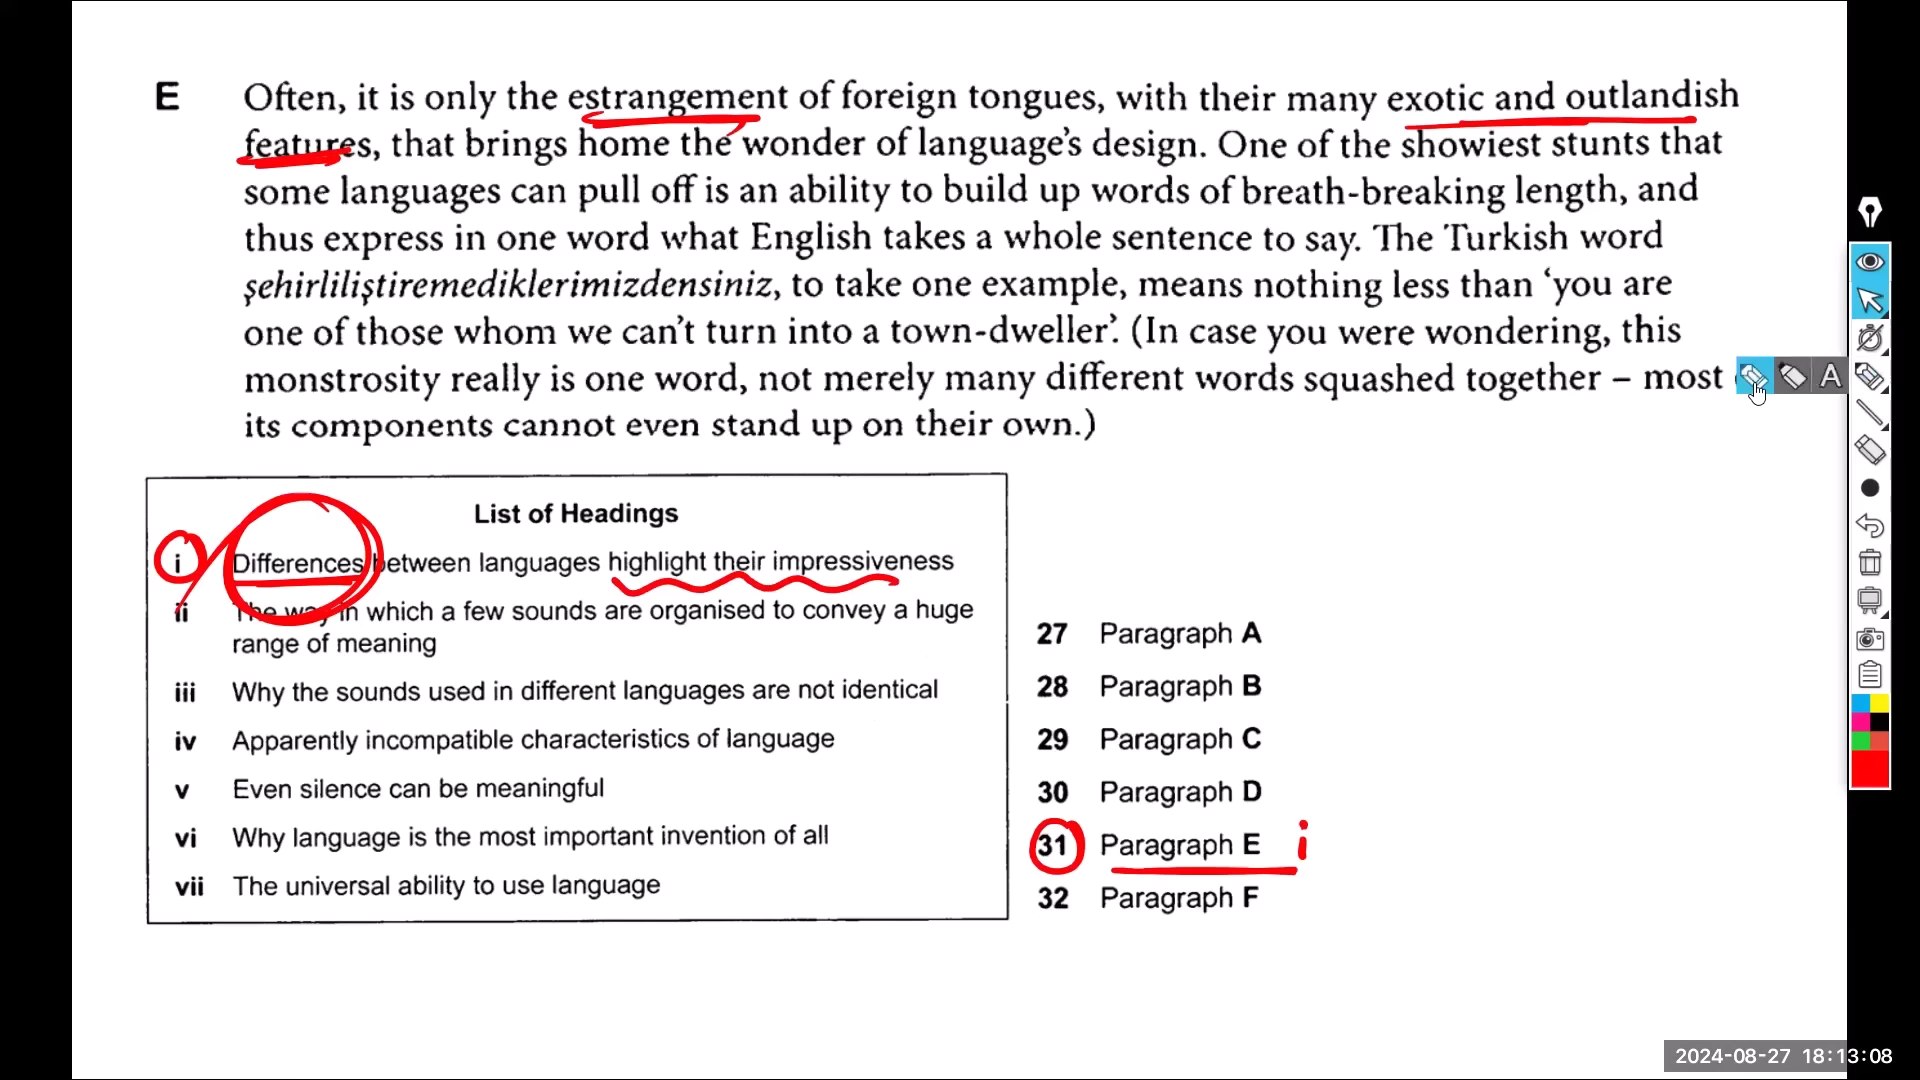 E Often, it is only the estrangement of foreign tongues, with their many exotic and outlandish
features, that brings home the wonder of language's design. One of the showiest stunts that
some languages can pull off is an ability to build up words of breath-breaking length, and
thus express in one word what English takes a whole sentence to say. The Turkish word
şehirliliştiremediklerimizdensiniz, to take one example, means nothing less than ‘you are
one of those whom we can't turn into a town-dweller’. (In case you were wondering, this
monstrosity really is one word, not merely many different words squashed together – most
its components cannot even stand up on their own.)
List of Headings
i Differences between languages highlight their impressiveness
ii The way in which a few sounds are organised to convey a huge
range of meaning
iii Why the sounds used in different languages are not identical
iv Apparently incompatible characteristics of language
v Even silence can be meaningful
vi Why language is the most important invention of all
vii The universal ability to use language
27 Paragraph A
28 Paragraph B
29 Paragraph C
30 Paragraph D
31 Paragraph E i
32 Paragraph F
A
2024-08-27 18:13:08